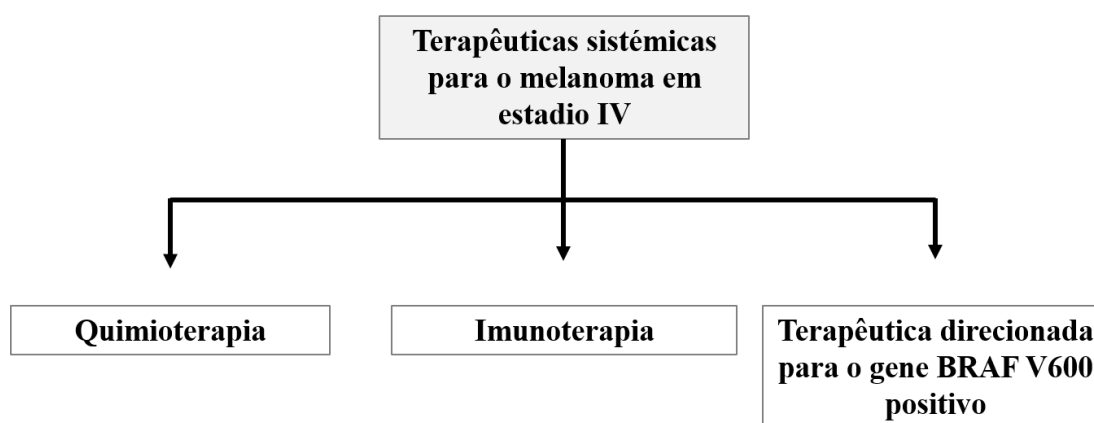 Terapêuticas sistémicas
para o melanoma em
estadio IV
Quimioterapia
Imunoterapia
Terapêutica direcionada
para o gene BRAF V600
positivo